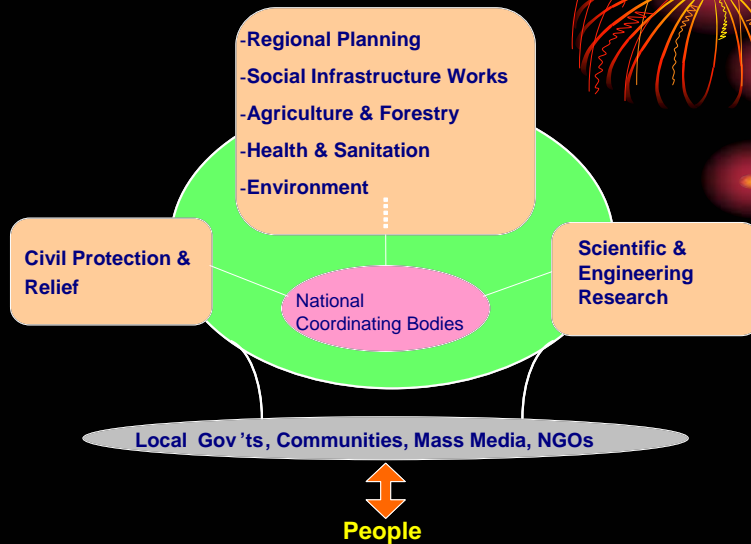 -Regional Planning
-Social Infrastructure Works
-Agriculture & Forestry
-Health & Sanitation
-Environment
Civil Protection &
Relief
National
Coordinating Bodies
Scientific &
Engineering
Research
Local Gov'ts, Communities, Mass Media, NGOs
People